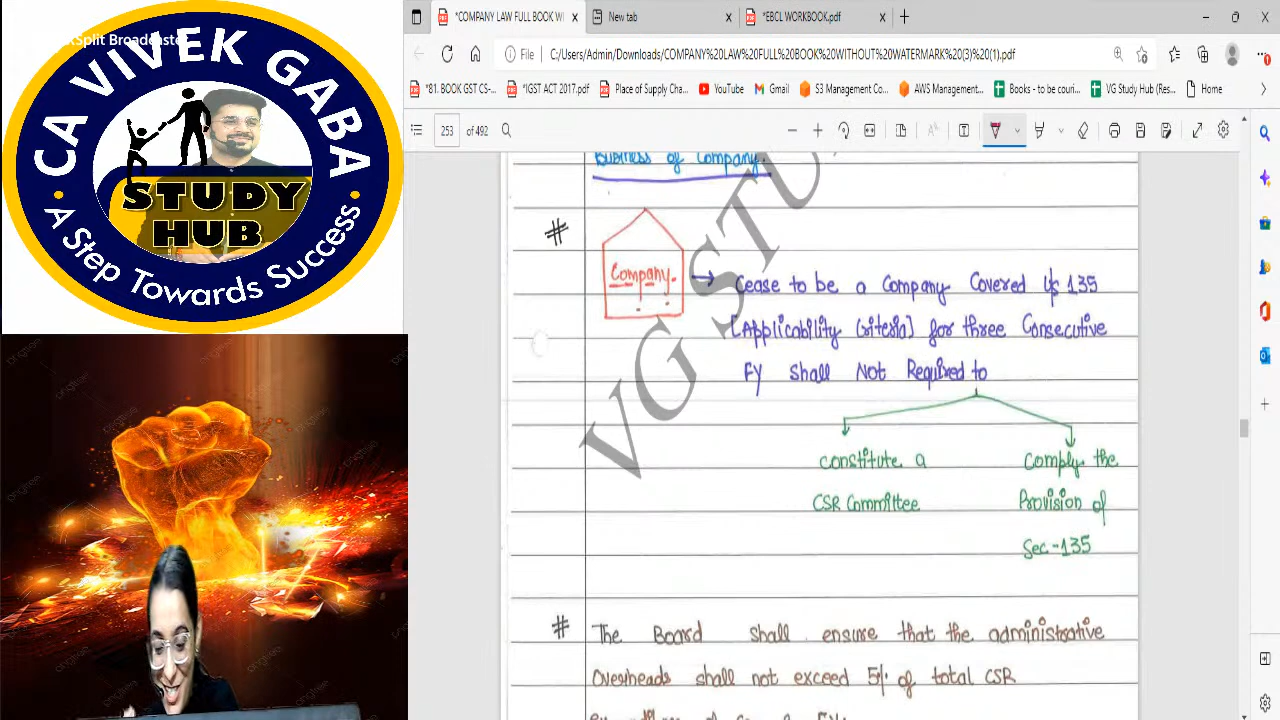 XSplit Broadcaster
CA VIVEK GABA
STUDY
HUB
• A Step Towards Success •
*COMPANY LAW FULL BOOK WI
New tab
*EBCL WORKBOOK.pdf
File
C:/Users/Admin/Downloads/COMPANY%20LAW%20FULL%20BOOK%20WITHOUT%20WATERMARK%20(3)%20(1).pdf
*81. BOOK GST CS-...
*IGST ACT 2017.pdf
Place of Supply Cha...
YouTube
Gmail
S3 Management Co...
AWS Management...
Books - to be couri...
VG Study Hub (Res...
Home
253
of 492
Business of Company.
#
Company.
→ Cease to be a Company Covered u/s 135
[Applicability Criteria] for three Consecutive
FY shall Not Required to
Constitute a
Comply the
CSR Committee
Provision of
Sec-135
VG STU
# The Board shall ensure that the administrative
Overheads shall not exceed 5% of total CSR